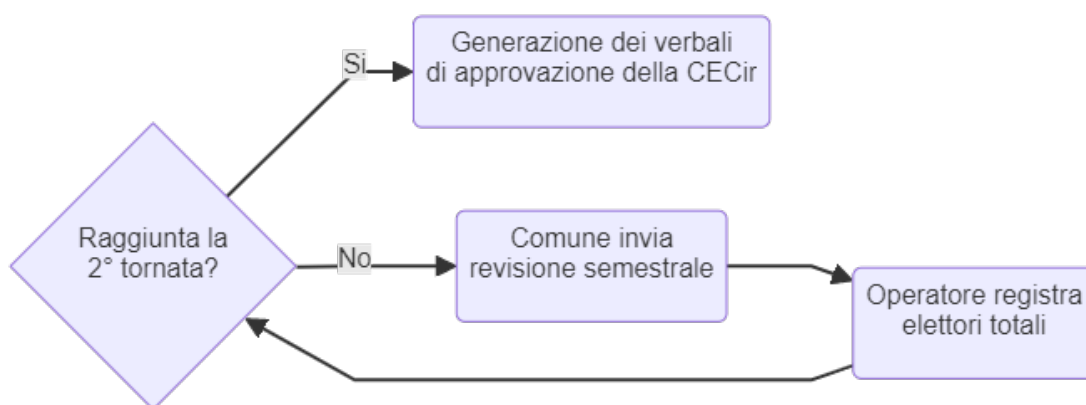 Generazione dei verbali
di approvazione della CECir
Si
Raggiunta la
2° tornata?
No
Comune invia
revisione semestrale
Operatore registra
elettori totali